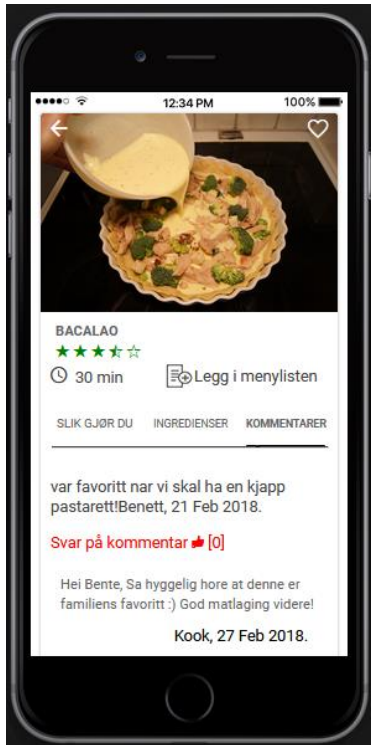 12:34 PM 100%
BACALAO
30 min Legg i menylisten
SLIK GJØR DU INGREDIENSER KOMMENTARER
var favoritt nar vi skal ha en kjapp
pastarett!Benett, 21 Feb 2018.
Svar på kommentar [0]
Hei Bente, Sa hyggelig hore at denne er
familiens favoritt :) God matlaging videre!
Kook, 27 Feb 2018.